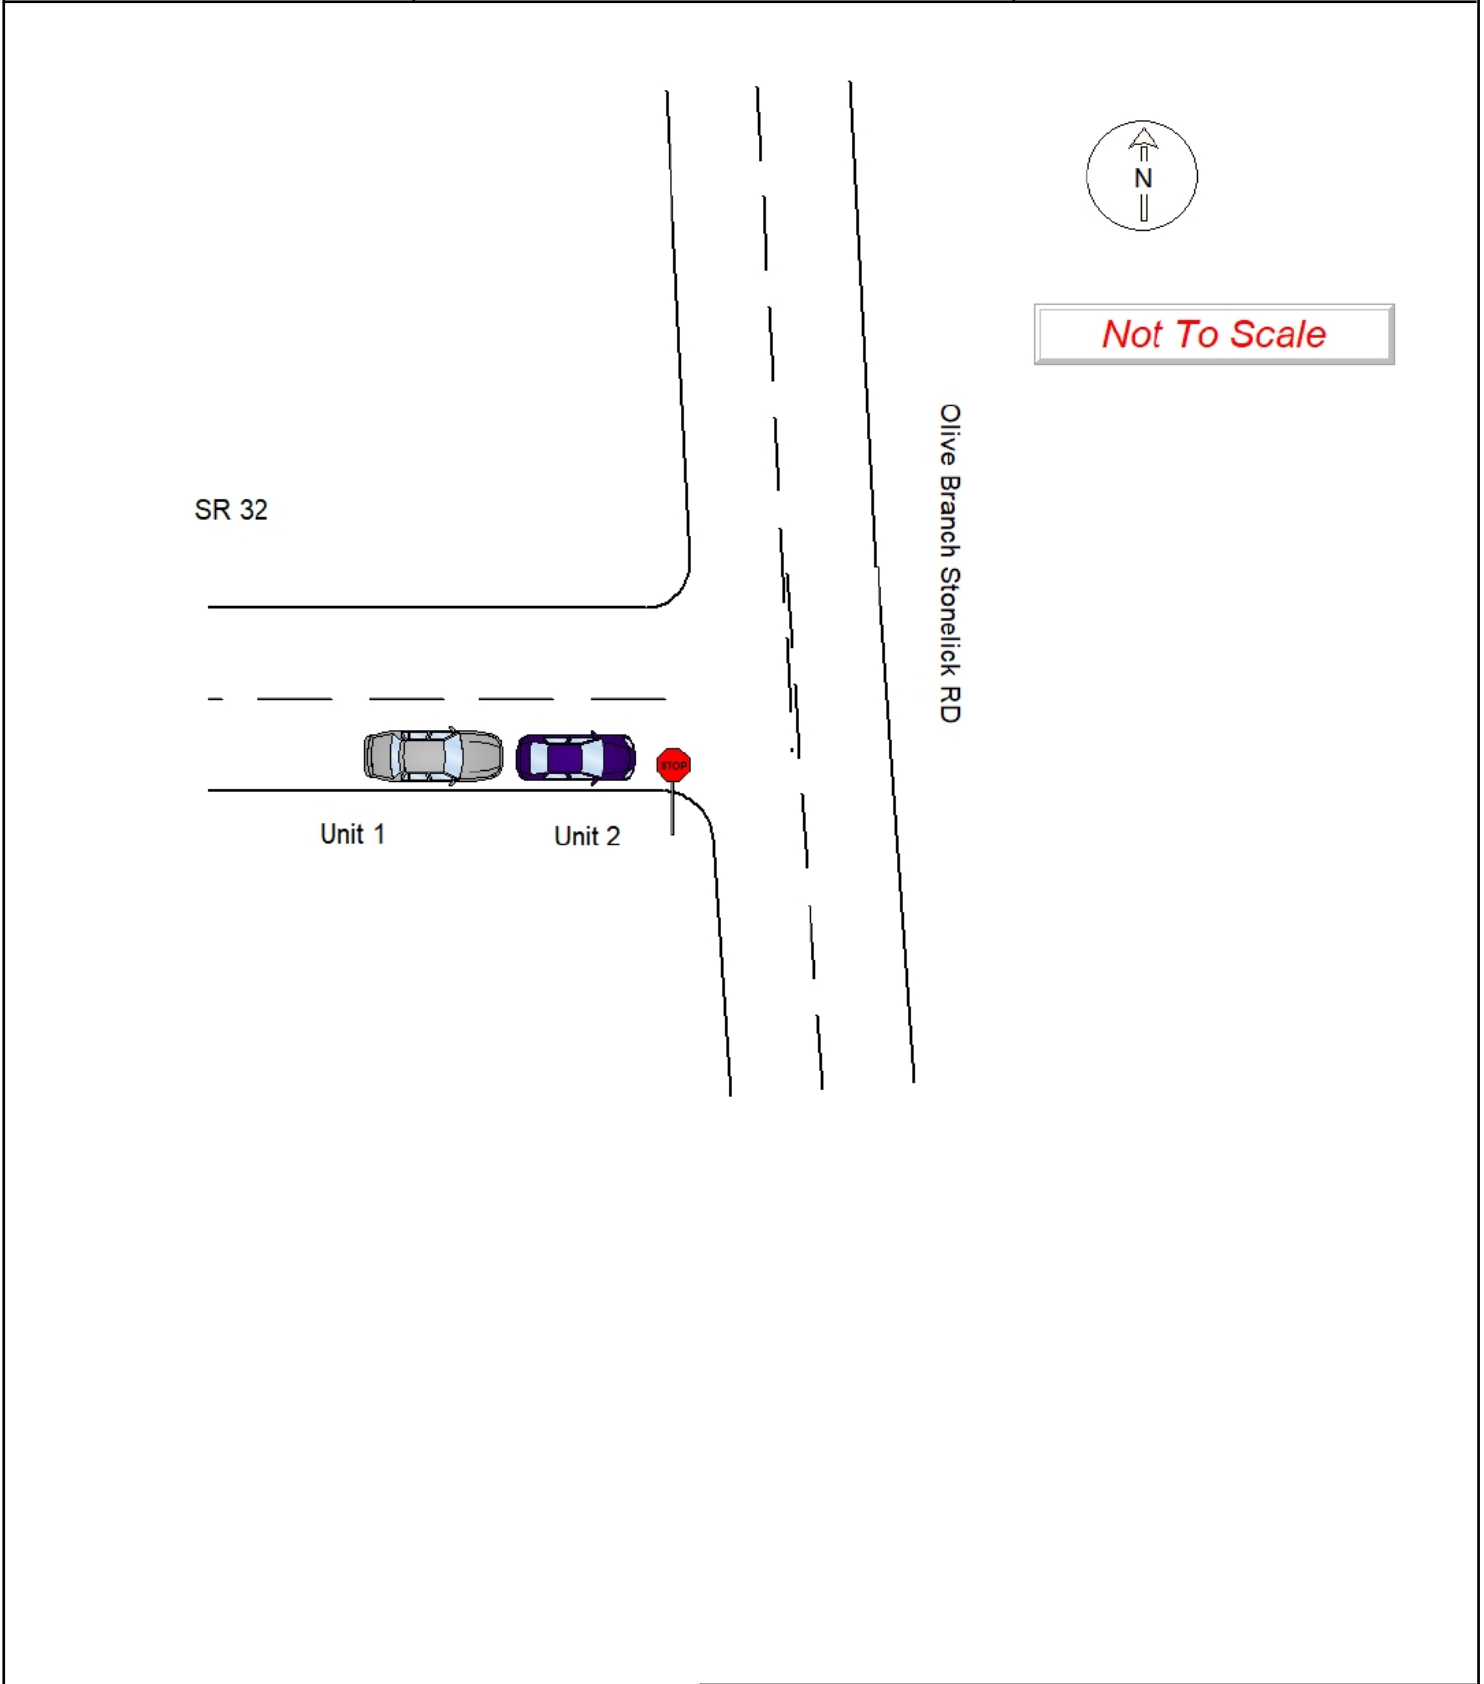 N
Not To Scale
Olive Branch Stonelick RD
SR 32
STOP
Unit 1
Unit 2